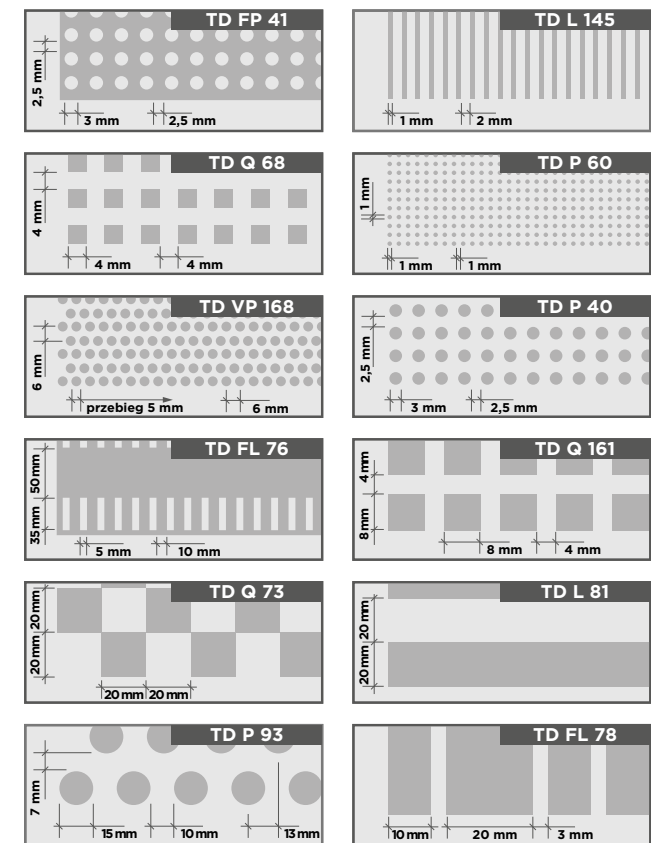 TD FP 41
2,5 mm
3 mm
2,5 mm
TD L 145
1 mm
2 mm
TD Q 68
4 mm
4 mm
4 mm
TD P 60
1 mm
1 mm
1 mm
TD VP 168
6 mm
przebieg 5 mm
6 mm
TD P 40
2,5 mm
3 mm
2,5 mm
TD FL 76
50 mm
35 mm
5 mm
10 mm
TD Q 161
4 mm
8 mm
8 mm
4 mm
TD Q 73
20 mm
20 mm
20 mm
20 mm
TD L 81
20 mm
20 mm
TD P 93
7 mm
15 mm
10 mm
13 mm
TD FL 78
10 mm
20 mm
3 mm